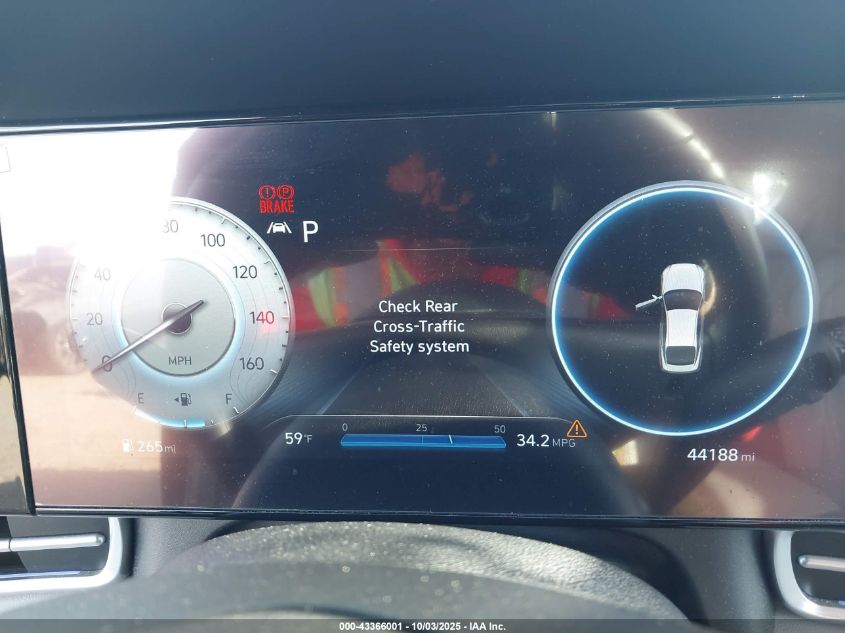 P
BRAKE
P
40
80
100
120
20
140
0
160
MPH
E
F
Check Rear
Cross-Traffic
Safety system
0
25
50
265mi
59°F
34.2 MPG
44188 mi
000-43366001 - 10/03/2025 - IAA Inc.